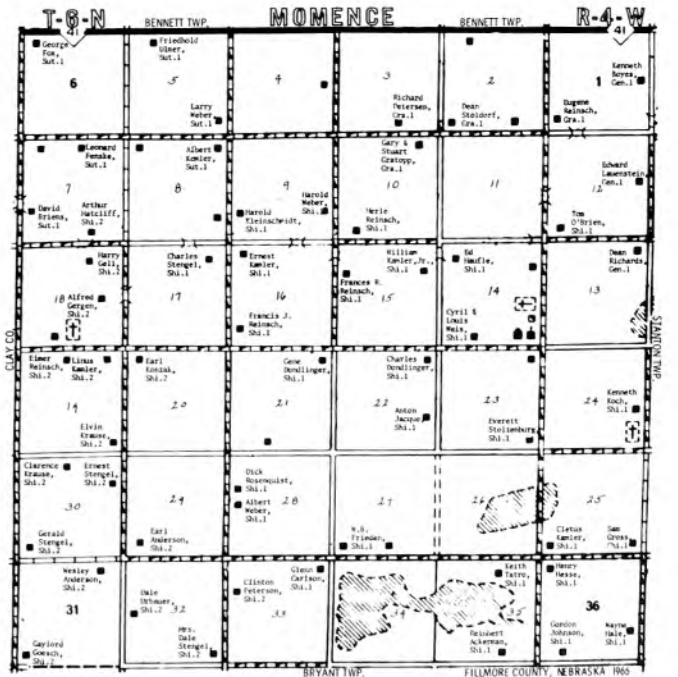 T-6-N
BENNETT TWP.
MOMENCE
BENNETT TWP.
R-4-W
41
41
George
Fox,
Sut.1
6
Friedhold
Ulmer,
Sut.1
5
Larry
Weber,
Sut.1
4
3
Richard
Petersen,
Gra.1
2
Dean
Stoldorf,
Gra.1
1
Kenneth
Boyes,
Gen.1
Eugene
Reinsch,
Gra.1
Leonard
Fenske,
Sut.1
7
David
Briens,
Sut.1
Arthur
Hatcliff,
Shi.2
Albert
Kamler,
Sut.1
8
9
Harold
Weber,
Shi.
Harold
Kleinschmidt,
Shi.1
Gary &
Stuart
Gratopp,
Gra.1
10
Merle
Reinsch,
Shi.1
11
Edward
Lauenstein,
Gen.1
12
Tom
O'Brien,
Shi.1
Harry
Gall,
Shi.2
18
Alfred
Gergen,
Shi.2
Charles
Stengel,
Shi.1
17
Ernest
Kamler,
Shi.1
16
Francis J.
Reinsch,
Shi.1
William
Kamler,Jr.,
Shi.1
Frances R.
Reinsch,
Shi.1
15
Ed
Haufle,
Shi.1
14
Cyril &
Louis
Weis,
Shi.1
Dean
Richards,
Gen.1
13
CLAY CO.
STANTON TWP.
Elmer
Reinsch,
Shi.2
Linus
Kamler,
Shi.2
19
Elvin
Krause,
Shi.2
Karl
Koziak,
Shi.2
20
Gene
Dondlinger,
Shi.1
21
Charles
Dondlinger,
Shi.1
22
Anton
Jacque,
Shi.1
23
Everett
Stoltenburg,
Shi.1
24
Kenneth
Koch,
Shi.1
Clarence
Krause,
Shi.2
Ernest
Stengel,
Shi.2
30
Gerald
Stengel,
Shi.2
29
Earl
Anderson,
Shi.2
Dick
Rosenquist,
Shi.1
Albert
Weber,
Shi.1
28
27
W.B.
Frieden,
Shi.1
26
25
Cletus
Kamler,
Shi.1
Sam
Gross,
Shi.1
Wesley
Anderson,
Shi.2
31
Gaylord
Goesch,
Shi.2
Dale
Urbauer,
Shi.2
32
Mrs.
Dale
Stengel,
Shi.2
Clinton
Peterson,
Shi.2
Glenn
Carlson,
Shi.1
33
34
Keith
Tatro,
Shi.1
35
Reinhert
Ackerman,
Shi.1
Henry
Hesse,
Shi.1
36
Gordon
Johnson,
Shi.1
Wayne
Hale,
Shi.1
BRYANT TWP.
FILLMORE COUNTY, NEBRASKA 1966